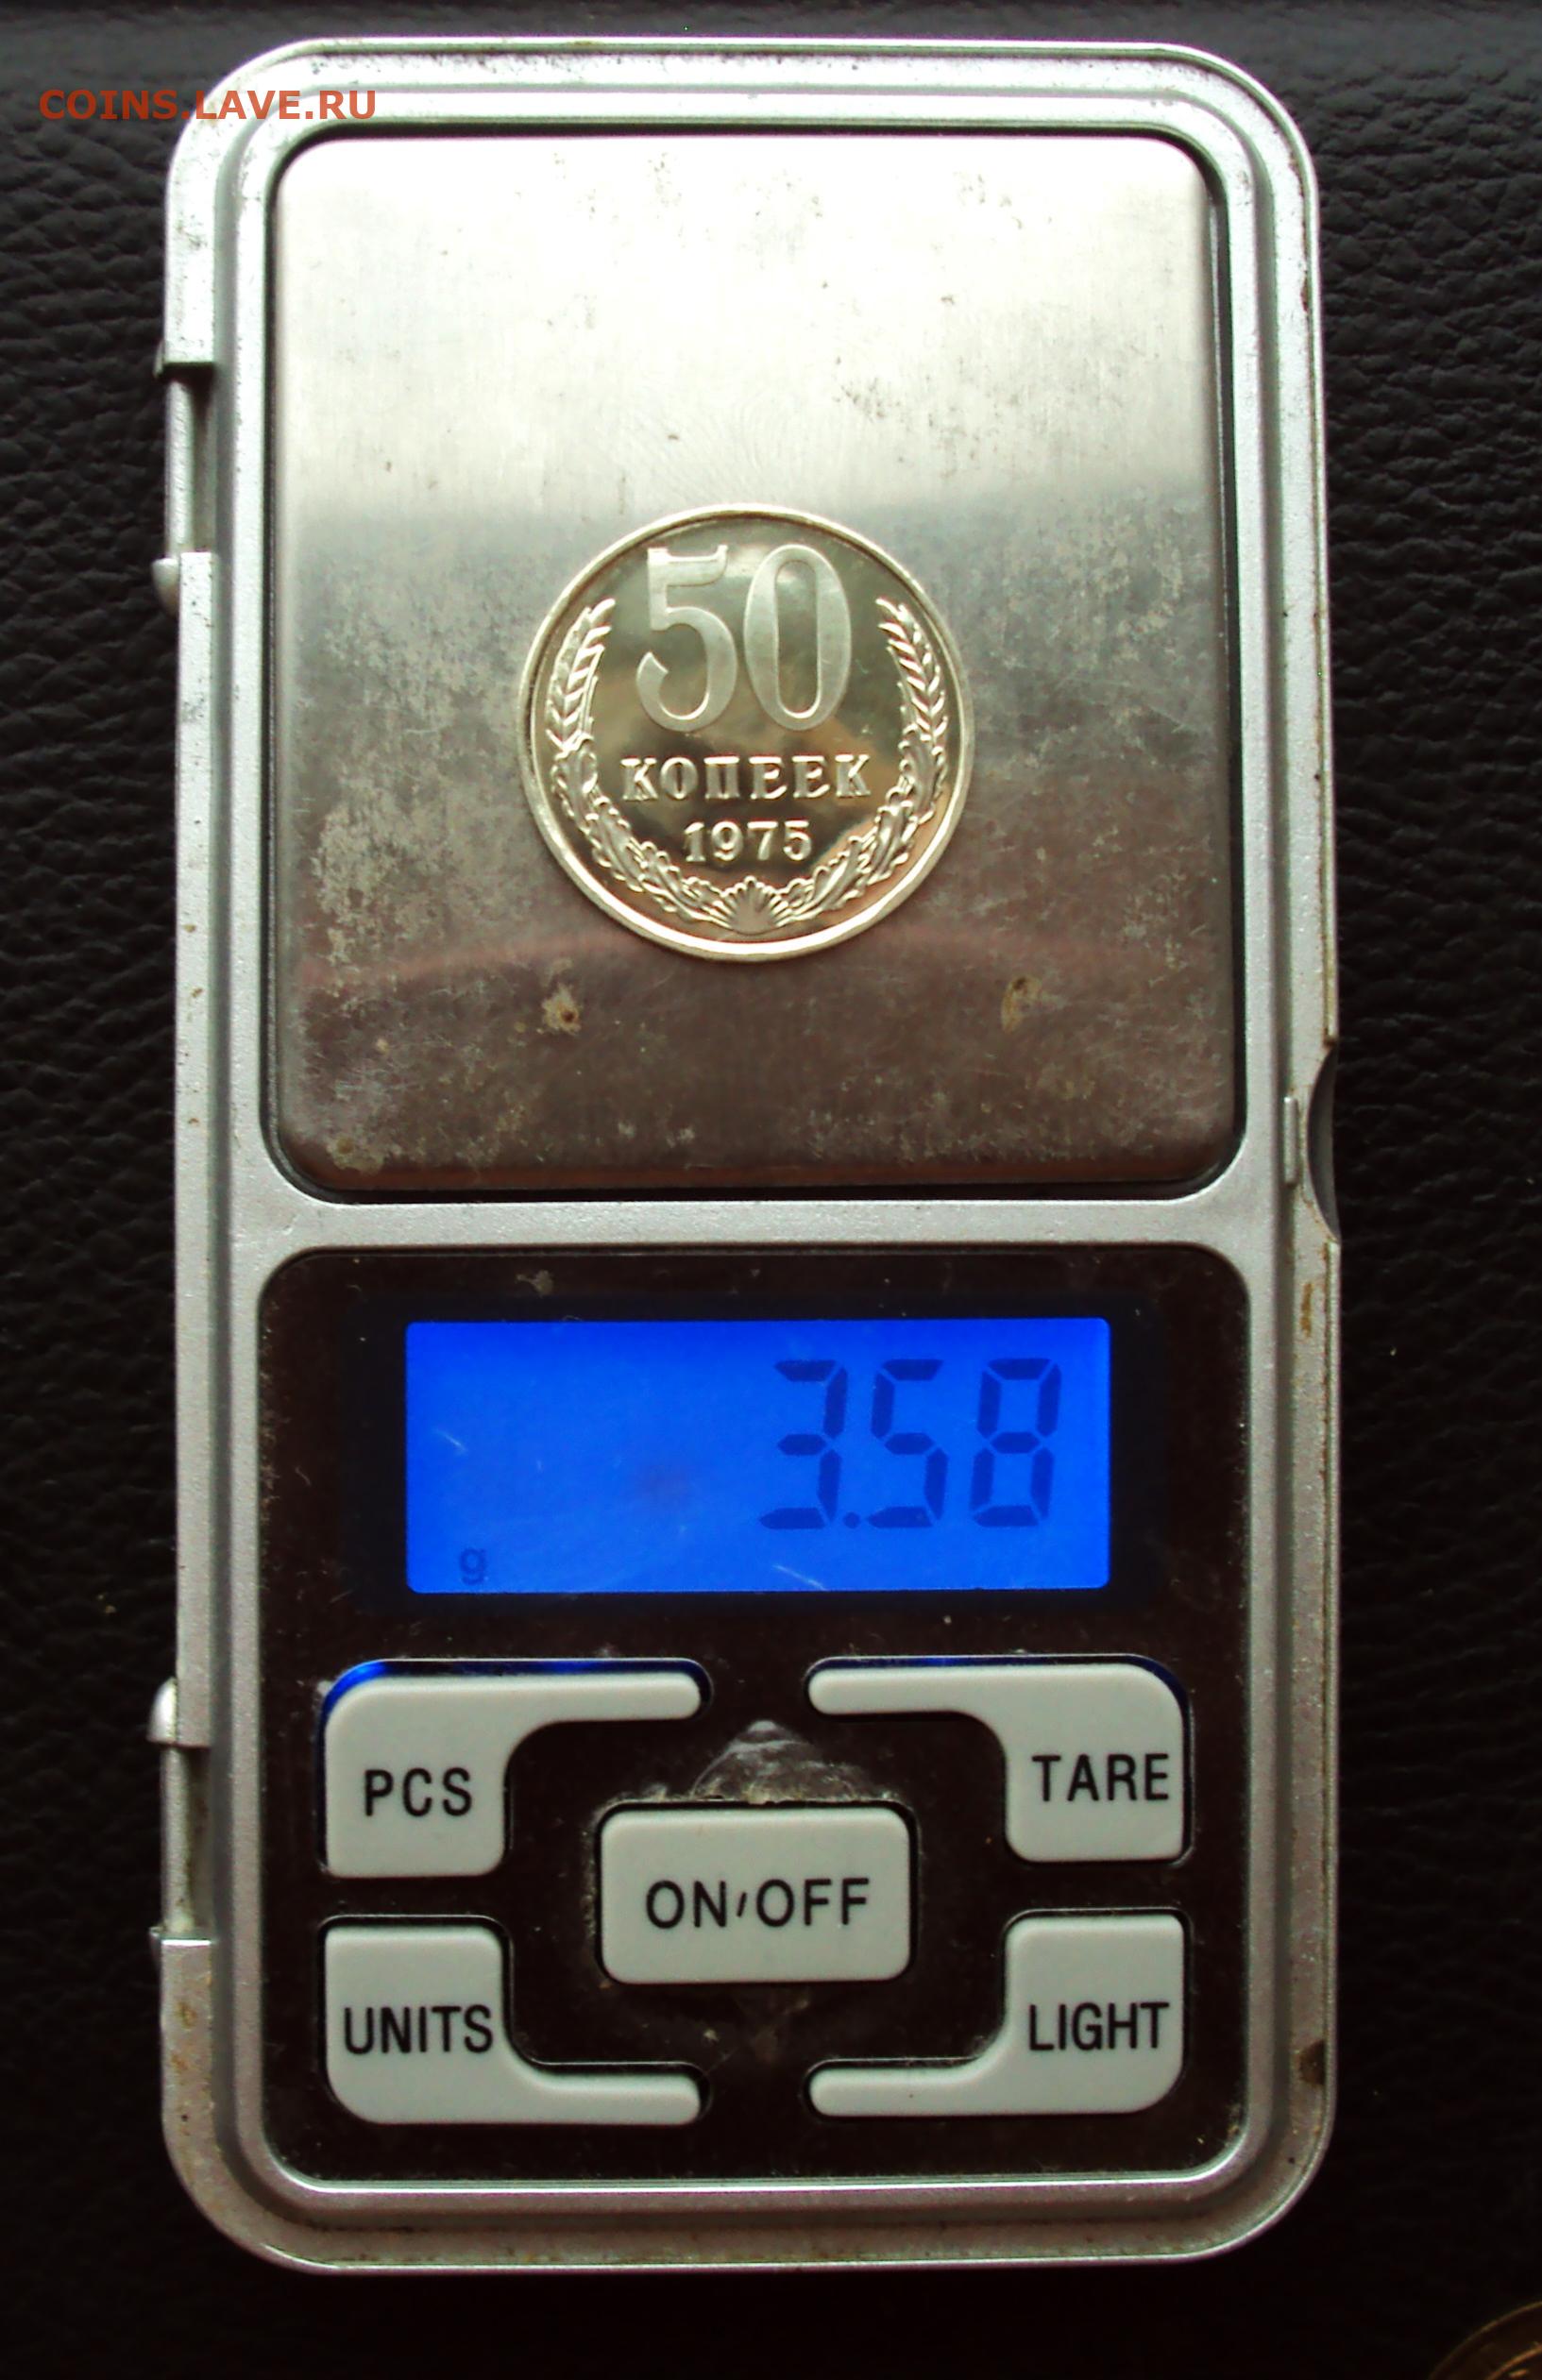 COINS.LAVE.RU
50
КОПЕЕК
1975
3.58
g
PCS
TARE
ON/OFF
UNITS
LIGHT